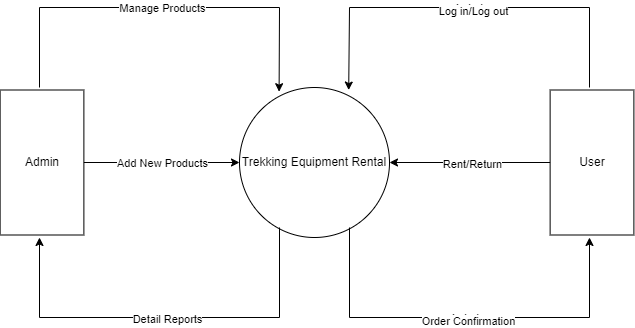 Manage Products
Log in/Log out
Admin
Add New Products
Trekking Equipment Rental
Rent/Return
User
Detail Reports
Order Confirmation